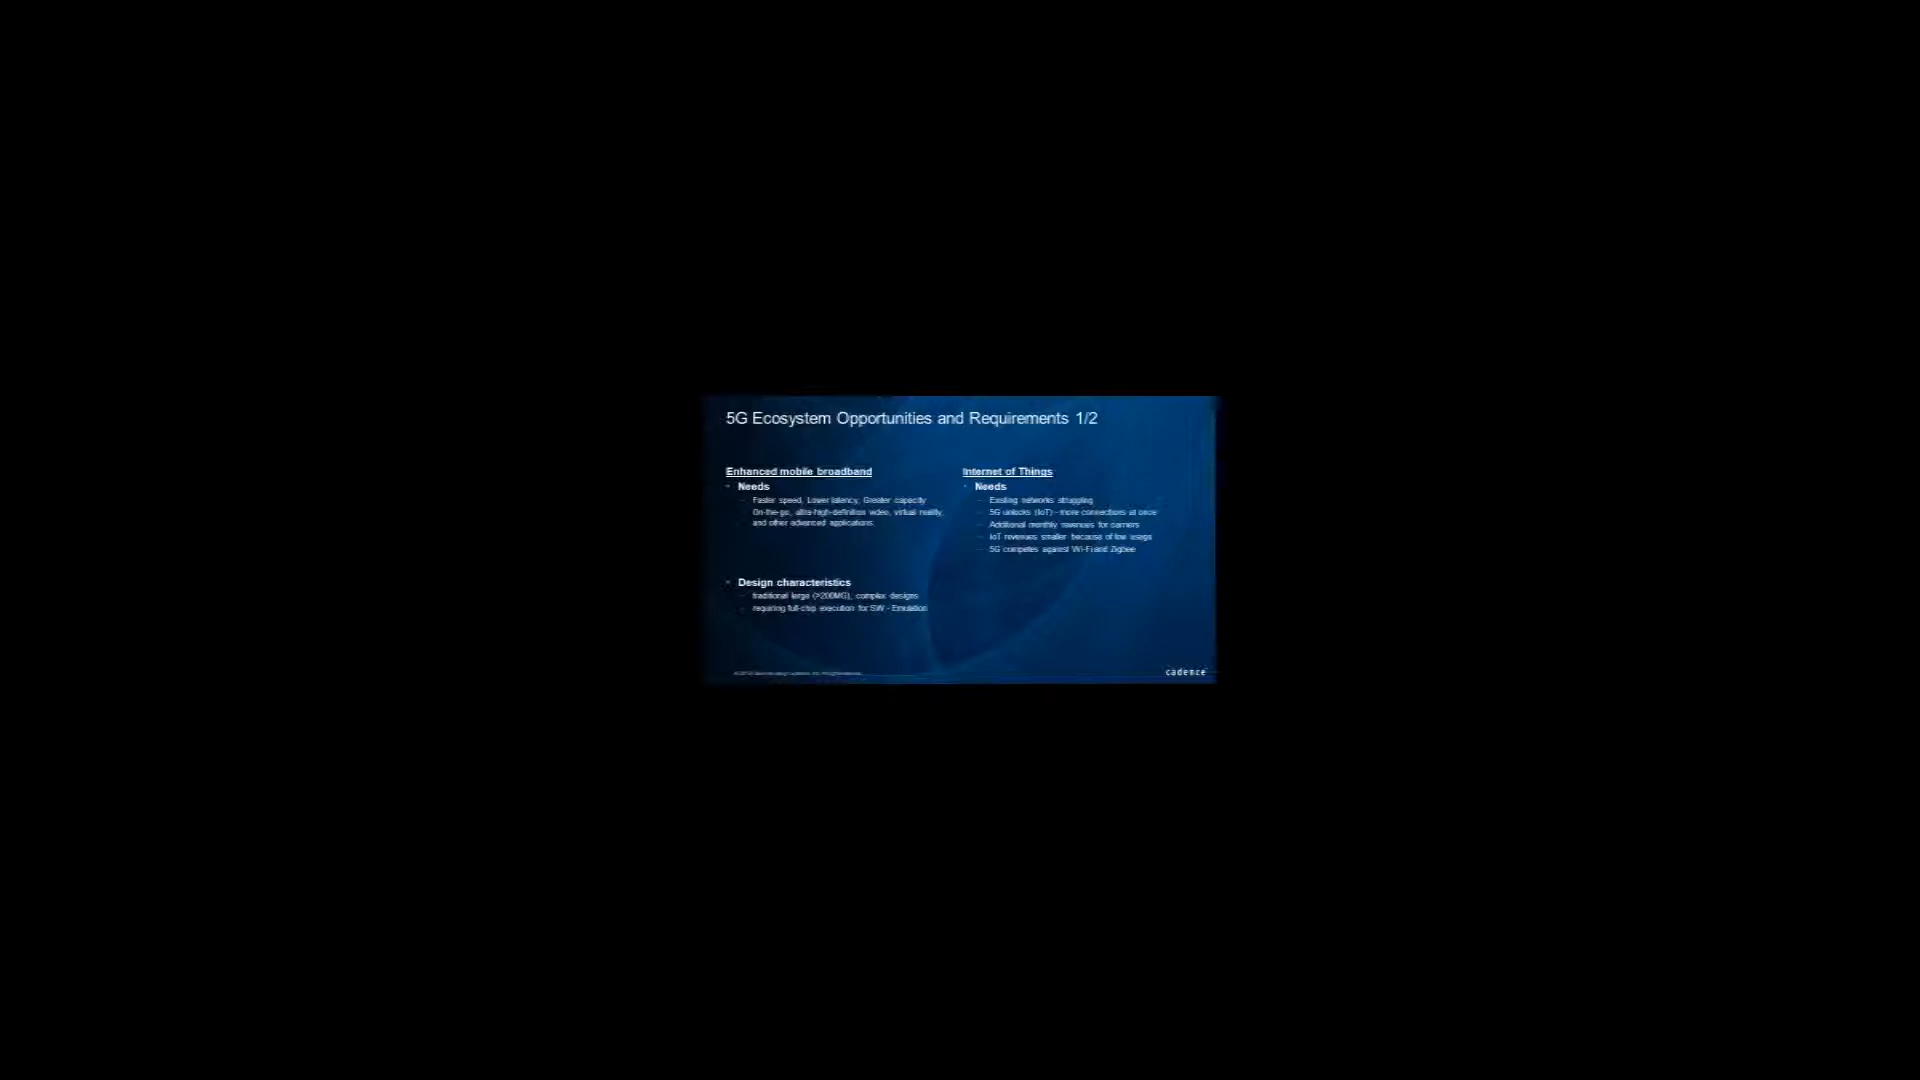 5G Ecosystem Opportunities and Requirements 1/2
Enhanced mobile broadband
Needs
Faster speed, Lower latency, Greater capacity
On-the-go, ultra-high-definition video, virtual reality,
and other advanced applications.
Design characteristics
traditional large (>200MG), complex designs
requiring full-chip execution for SW - Emulation
Internet of Things
Needs
Existing networks struggling
5G unlocks (IoT) - more connections at once
Additional monthly revenues for carriers
IoT revenues smaller because of low usage
5G competes against Wi-Fi and Zigbee
cadence